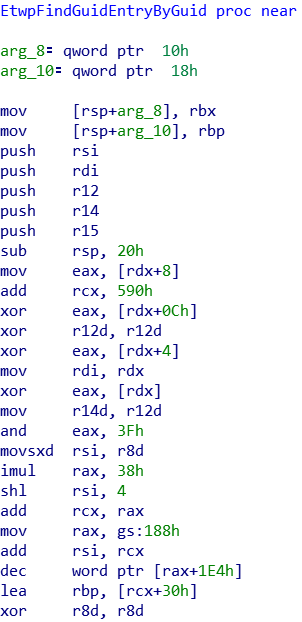 EtwpFindGuidEntryByGuid proc near
arg_8= qword ptr  10h
arg_10= qword ptr  18h
mov     [rsp+arg_8], rbx
mov     [rsp+arg_10], rbp
push    rsi
push    rdi
push    r12
push    r14
push    r15
sub     rsp, 20h
mov     eax, [rdx+8]
add     rcx, 590h
xor     eax, [rdx+0Ch]
xor     r12d, r12d
xor     eax, [rdx+4]
mov     rdi, rdx
xor     eax, [rdx]
mov     r14d, r12d
and     eax, 3Fh
movsxd  rsi, r8d
imul    rax, 38h
shl     rsi, 4
add     rcx, rax
mov     rax, gs:188h
add     rsi, rcx
dec     word ptr [rax+1E4h]
lea     rbp, [rcx+30h]
xor     r8d, r8d